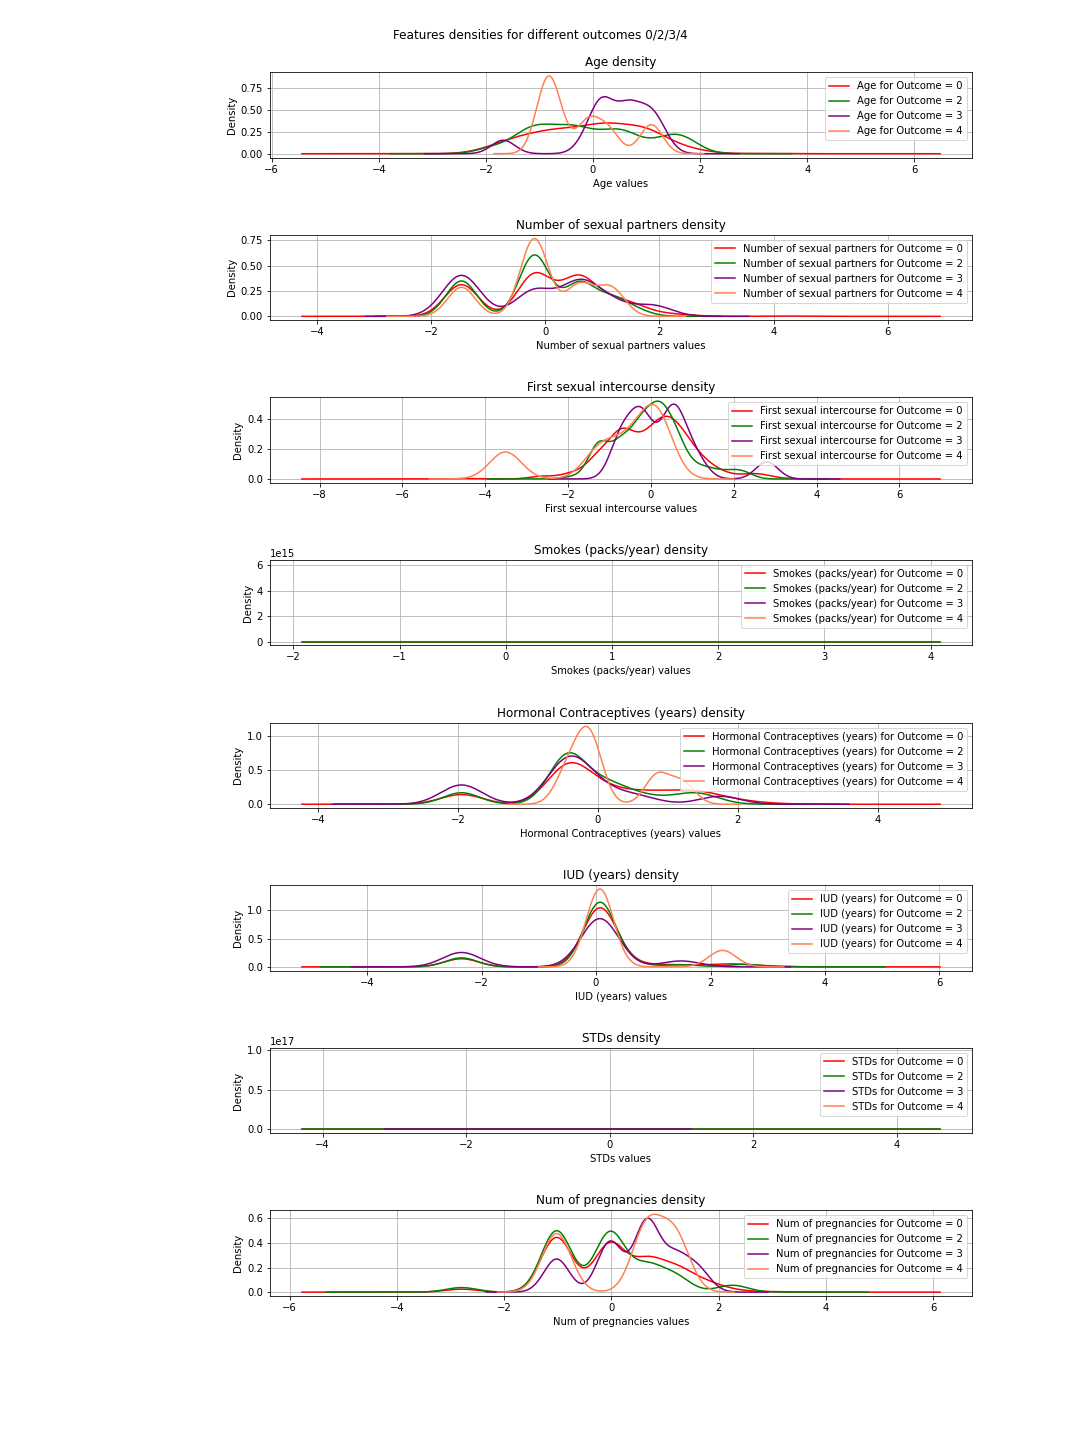 Features densities for different outcomes 0/2/3/4
Age density
Density
0.75
0.50
0.25
0.00
Age for Outcome = 0
Age for Outcome = 2
Age for Outcome = 3
Age for Outcome = 4
−6 −4 −2 0 2 4 6
Age values
Number of sexual partners density
Density
0.75
0.50
0.25
0.00
Number of sexual partners for Outcome = 0
Number of sexual partners for Outcome = 2
Number of sexual partners for Outcome = 3
Number of sexual partners for Outcome = 4
−4 −2 0 2 4 6
Number of sexual partners values
First sexual intercourse density
Density
0.4
0.2
0.0
First sexual intercourse for Outcome = 0
First sexual intercourse for Outcome = 2
First sexual intercourse for Outcome = 3
First sexual intercourse for Outcome = 4
−8 −6 −4 −2 0 2 4 6
First sexual intercourse values
Smokes (packs/year) density
1e15
Density
6
4
2
0
Smokes (packs/year) for Outcome = 0
Smokes (packs/year) for Outcome = 2
Smokes (packs/year) for Outcome = 3
Smokes (packs/year) for Outcome = 4
−2 −1 0 1 2 3 4
Smokes (packs/year) values
Hormonal Contraceptives (years) density
Density
1.0
0.5
0.0
Hormonal Contraceptives (years) for Outcome = 0
Hormonal Contraceptives (years) for Outcome = 2
Hormonal Contraceptives (years) for Outcome = 3
Hormonal Contraceptives (years) for Outcome = 4
−4 −2 0 2 4
Hormonal Contraceptives (years) values
IUD (years) density
Density
1.0
0.5
0.0
IUD (years) for Outcome = 0
IUD (years) for Outcome = 2
IUD (years) for Outcome = 3
IUD (years) for Outcome = 4
−4 −2 0 2 4 6
IUD (years) values
STDs density
1e17
Density
1.0
0.5
0.0
STDs for Outcome = 0
STDs for Outcome = 2
STDs for Outcome = 3
STDs for Outcome = 4
−4 −2 0 2 4
STDs values
Num of pregnancies density
Density
0.6
0.4
0.2
0.0
Num of pregnancies for Outcome = 0
Num of pregnancies for Outcome = 2
Num of pregnancies for Outcome = 3
Num of pregnancies for Outcome = 4
−6 −4 −2 0 2 4 6
Num of pregnancies values